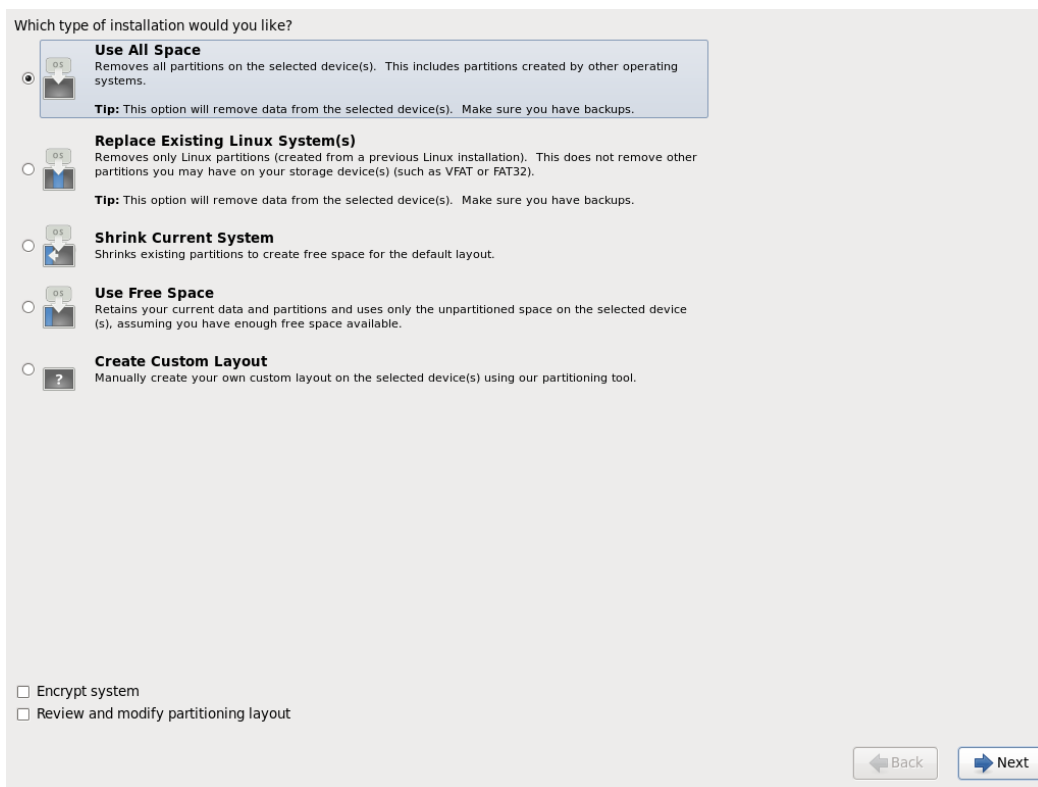 Which type of installation would you like?
Use All Space
OS
Removes all partitions on the selected device(s).  This includes partitions created by other operating
systems.
Tip: This option will remove data from the selected device(s).  Make sure you have backups.
Replace Existing Linux System(s)
OS
Removes only Linux partitions (created from a previous Linux installation).  This does not remove other
partitions you may have on your storage device(s) (such as VFAT or FAT32).
Tip: This option will remove data from the selected device(s).  Make sure you have backups.
OS
Shrink Current System
Shrinks existing partitions to create free space for the default layout.
OS
Use Free Space
Retains your current data and partitions and uses only the unpartitioned space on the selected device
(s), assuming you have enough free space available.
Create Custom Layout
?
Manually create your own custom layout on the selected device(s) using our partitioning tool.
Encrypt system
Review and modify partitioning layout
Back
Next